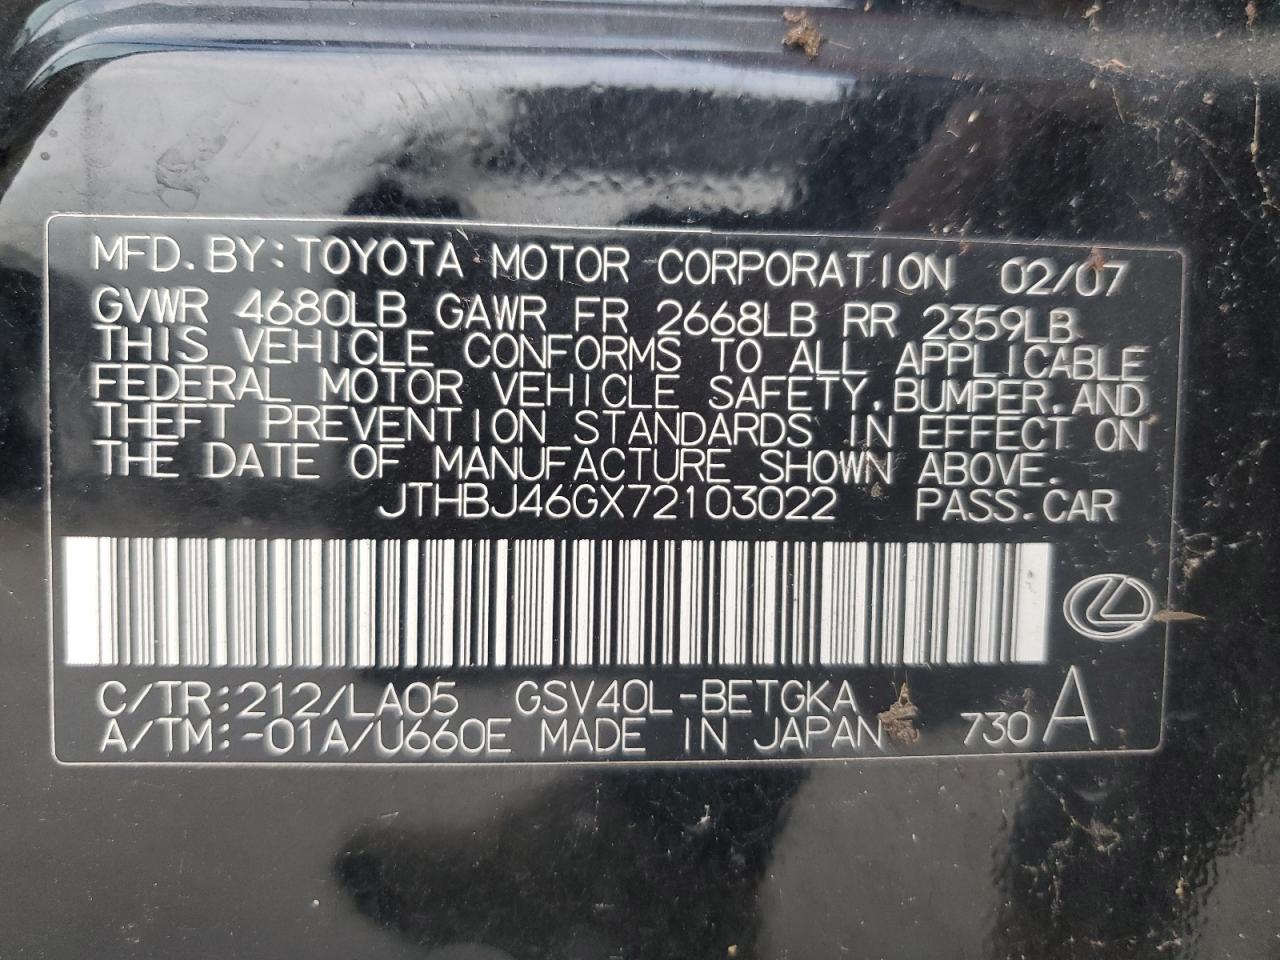 MFD. BY: TOYOTA MOTOR CORPORATION 02/07
GVWR 4680LB GAWR FR 2668LB RR 2359LB
THIS VEHICLE CONFORMS TO ALL APPLICABLE
FEDERAL MOTOR VEHICLE SAFETY, BUMPER, AND
THEFT PREVENTION STANDARDS IN EFFECT ON
THE DATE OF MANUFACTURE SHOWN ABOVE.
JTHBJ46GX72103022 PASS. CAR
C/TR: 212/LA05 GSV40L-BETGKA
A/TM: -01A/U660E MADE IN JAPAN 730 A